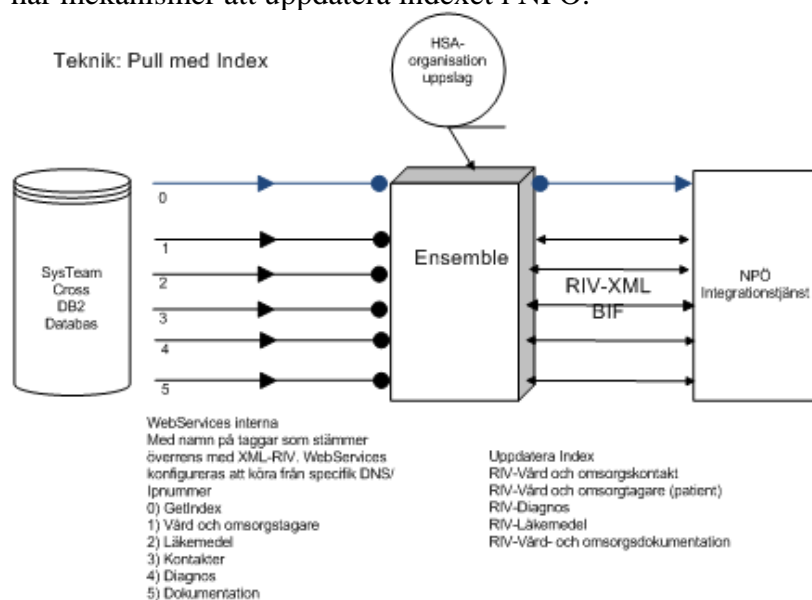 har mekanismer att uppdatera indexet i NPÖ.
Teknik: Pull med Index
HSA-
organisation
uppslag
0
1
2
3
4
5
SysTeam
Cross
DB2
Databas
Ensemble
RIV-XML
BIF
NPÖ
Integrationstjänst
WebServices interna
Med namn på taggar som stämmer
överrens med XML-RIV. WebServices
konfigureras att köra från specifik DNS/
Ipnummer
0) GetIndex
1) Vård och omsorgstagare
2) Läkemedel
3) Kontakter
4) Diagnos
5) Dokumentation
Uppdatera Index
RIV-Vård och omsorgskontakt
RIV-Vård och omsorgtagare (patient)
RIV-Diagnos
RIV-Läkemedel
RIV-Vård- och omsorgsdokumentation